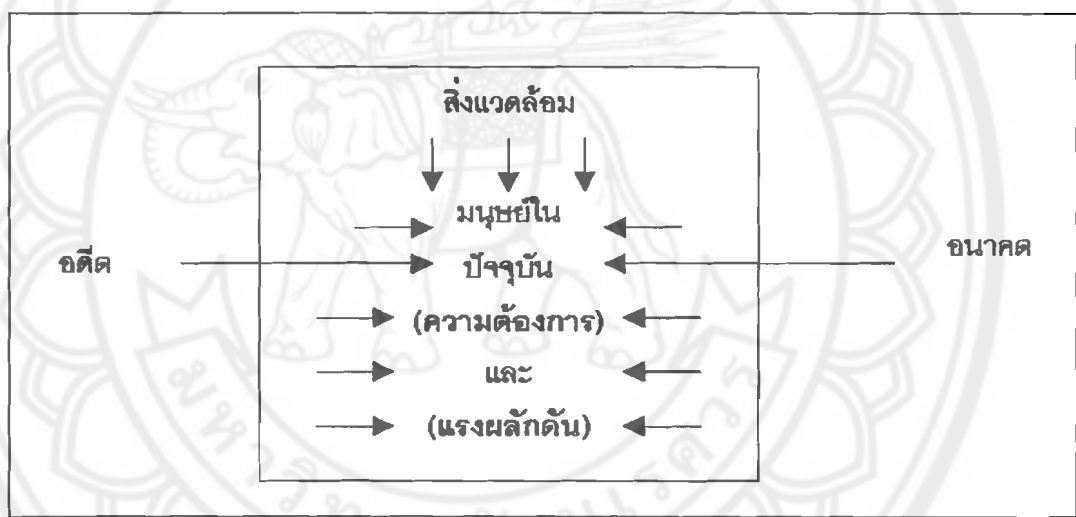 สิ่งแวดล้อม
มนุษย์ใน
อดีต ปัจจุบัน อนาคต
(ความต้องการ)
และ
(แรงผลักดัน)